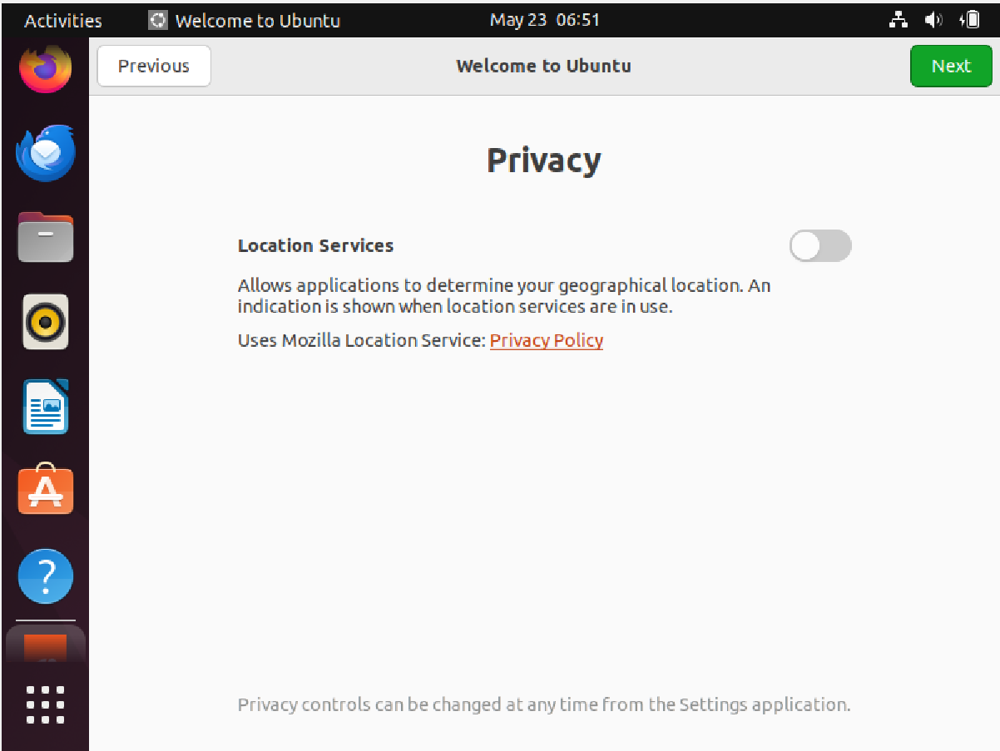 Activities Welcome to Ubuntu May 23 06:51
Previous Welcome to Ubuntu Next
Privacy
Location Services
Allows applications to determine your geographical location. An
indication is shown when location services are in use.
Uses Mozilla Location Service: Privacy Policy
Privacy controls can be changed at any time from the Settings application.